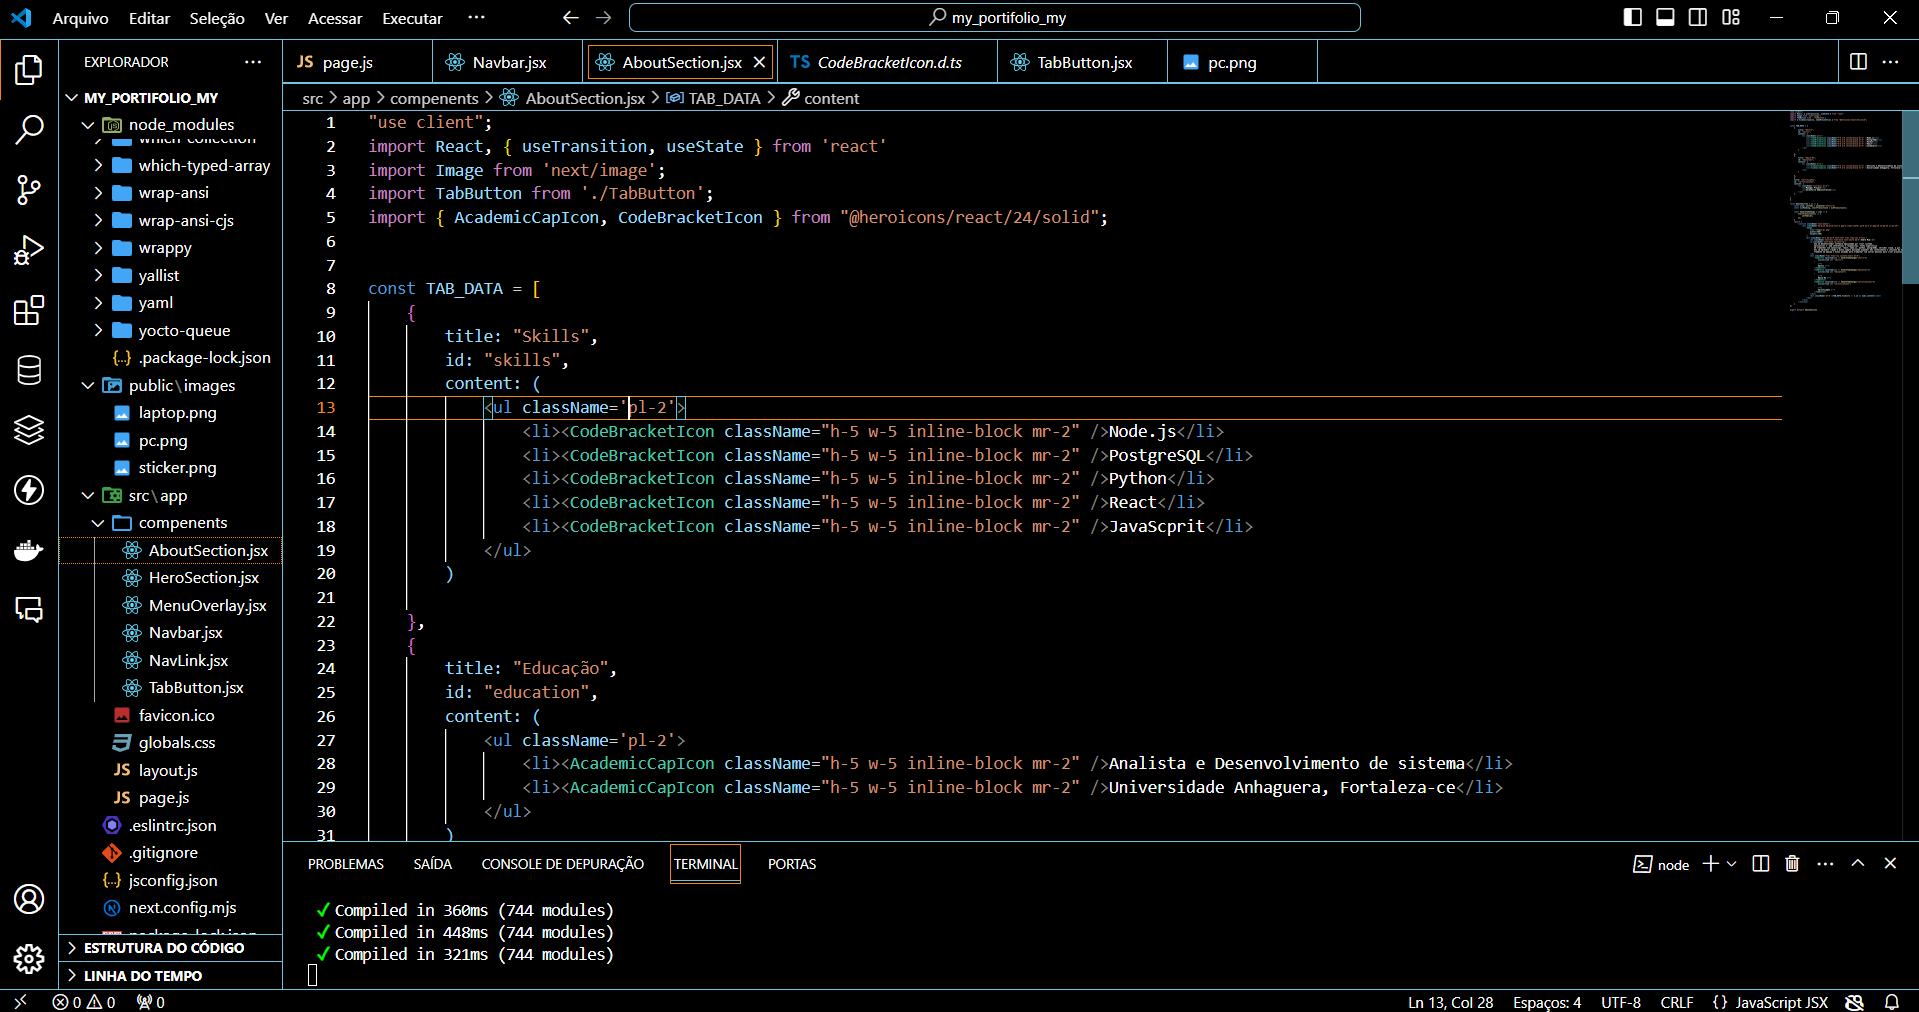 Arquivo Editar Seleção Ver Acessar Executar ··· my_portifolio_my
EXPLORADOR ···
MY_PORTIFOLIO_MY
node_modules
which-collection
which-typed-array
wrap-ansi
wrap-ansi-cjs
wrappy
yallist
yaml
yocto-queue
.package-lock.json
public\images
laptop.png
pc.png
sticker.png
src\app
compenents
AboutSection.jsx
HeroSection.jsx
MenuOverlay.jsx
Navbar.jsx
NavLink.jsx
TabButton.jsx
favicon.ico
globals.css
JS layout.js
JS page.js
.eslintrc.json
.gitignore
{..} jsconfig.json
next.config.mjs
package-lock.json
ESTRUTURA DO CÓDIGO
LINHA DO TEMPO
JS page.js Navbar.jsx AboutSection.jsx TS CodeBracketIcon.d.ts TabButton.jsx pc.png
src > app > compenents > AboutSection.jsx > TAB_DATA > content
1 "use client";
2 import React, { useTransition, useState } from 'react'
3 import Image from 'next/image';
4 import TabButton from './TabButton';
5 import { AcademicCapIcon, CodeBracketIcon } from "@heroicons/react/24/solid";
6
7
8 const TAB_DATA = [
9 {
10 title: "Skills",
11 id: "skills",
12 content: (
13 <ul className='pl-2'>
14 <li><CodeBracketIcon className="h-5 w-5 inline-block mr-2" />Node.js</li>
15 <li><CodeBracketIcon className="h-5 w-5 inline-block mr-2" />PostgreSQL</li>
16 <li><CodeBracketIcon className="h-5 w-5 inline-block mr-2" />Python</li>
17 <li><CodeBracketIcon className="h-5 w-5 inline-block mr-2" />React</li>
18 <li><CodeBracketIcon className="h-5 w-5 inline-block mr-2" />JavaScprit</li>
19 </ul>
20 )
21
22 },
23 {
24 title: "Educação",
25 id: "education",
26 content: (
27 <ul className='pl-2'>
28 <li><AcademicCapIcon className="h-5 w-5 inline-block mr-2" />Analista e Desenvolvimento de sistema</li>
29 <li><AcademicCapIcon className="h-5 w-5 inline-block mr-2" />Universidade Anhaguera, Fortaleza-ce</li>
30 </ul>
31 )
PROBLEMAS SAÍDA CONSOLE DE DEPURAÇÃO TERMINAL PORTAS node
✓ Compiled in 360ms (744 modules)
✓ Compiled in 448ms (744 modules)
✓ Compiled in 321ms (744 modules)
0 0 0 Ln 13, Col 28 Espaços: 4 UTF-8 CRLF {} JavaScript JSX